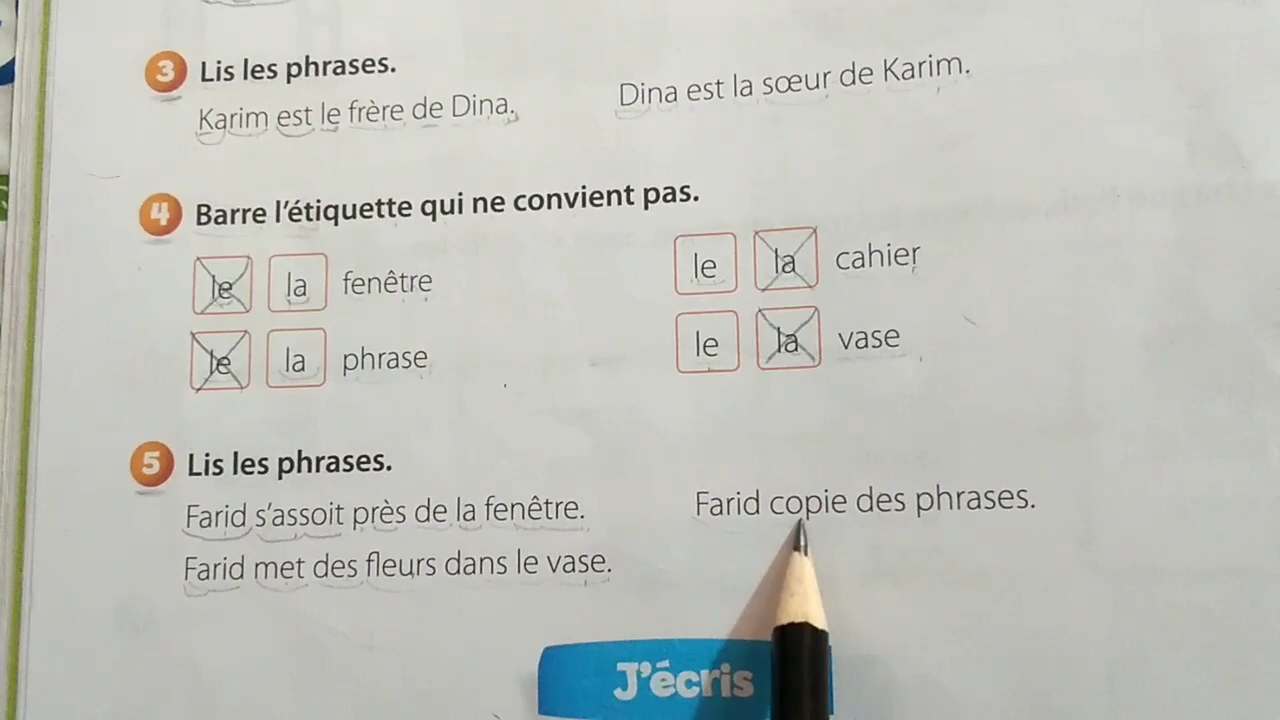 3 Lis les phrases.
Karim est le frère de Dina. Dina est la sœur de Karim.
4 Barre l'étiquette qui ne convient pas.
le la fenêtre le la cahier
le la phrase le la vase
5 Lis les phrases.
Farid s'assoit près de la fenêtre. Farid copie des phrases.
Farid met des fleurs dans le vase.
J'écris